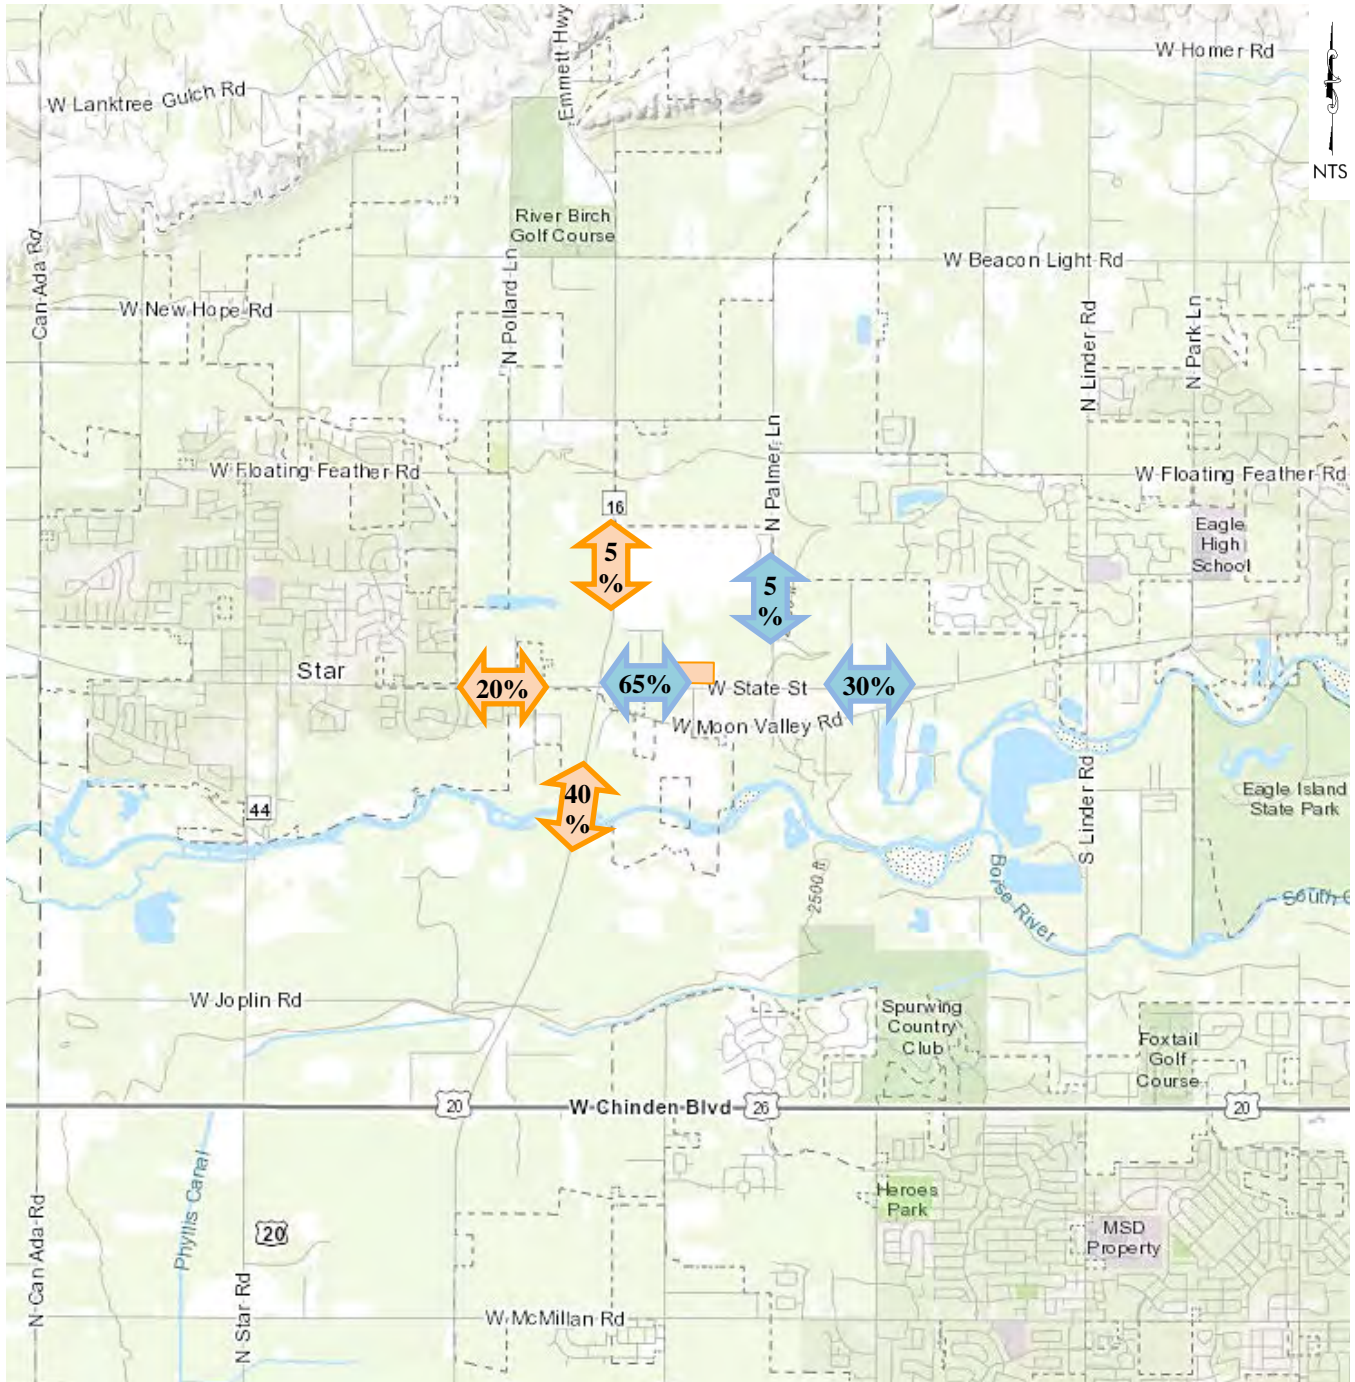 Emmett Hwy
W Homer Rd
W Lanktree Gulch Rd
NTS
River Birch
Golf Course
Can Ada Rd
W Beacon Light Rd
W New Hope Rd
N Pollard Ln
N Linder Rd
N Park Ln
N Palmer Ln
W Floating Feather Rd
W Floating Feather Rd
16
Eagle
High
School
5
%
5
%
Star
20%
65%
W State St
30%
W Moon Valley Rd
40
%
44
S Linder Rd
Eagle Island
State Park
2500 ft
Boise River
South C
W Joplin Rd
Spurwing
Country
Club
Foxtail
Golf
Course
20
W Chinden Blvd
26
20
Phyllis Canal
Heroes
Park
N Can Ada Rd
20
MSD
Property
N Star Rd
W McMillan Rd